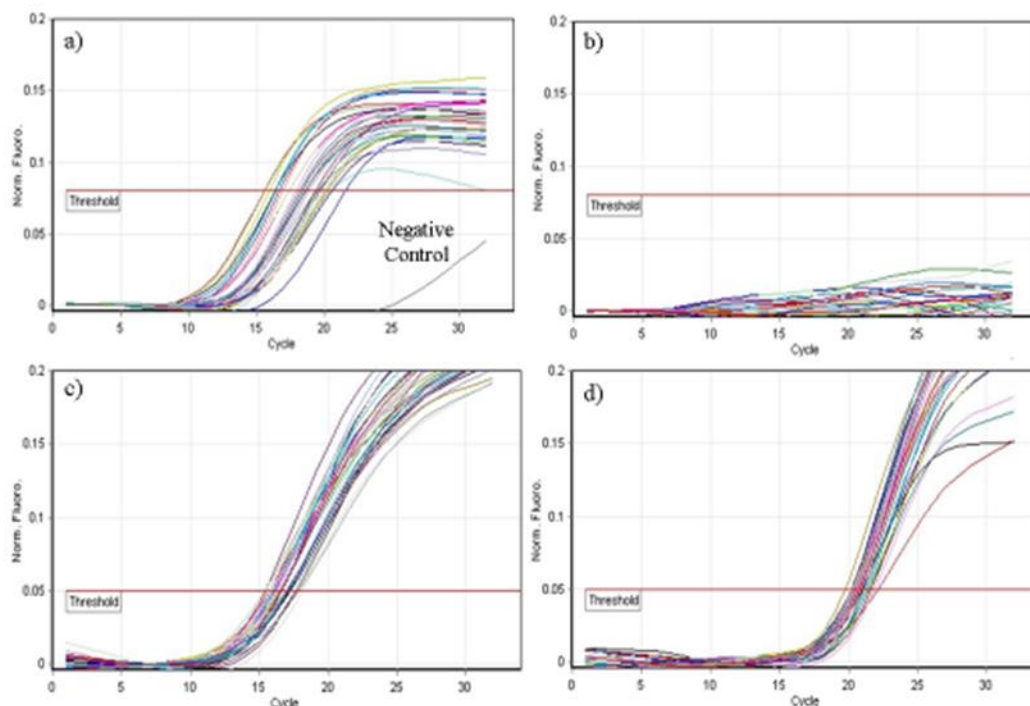 a)
0.2
0.15
0.1
0.05
0
Norm. Fluoro.
Threshold
Negative
Control
0 5 10 15 20 25 30
Cycle
b)
0.2
0.15
0.1
0.05
0
Norm. Fluoro.
Threshold
0 5 10 15 20 25 30
Cycle
c)
0.2
0.15
0.1
0.05
0
Norm. Fluoro.
Threshold
0 5 10 15 20 25 30
Cycle
d)
0.2
0.15
0.1
0.05
0
Norm. Fluoro.
Threshold
0 5 10 15 20 25 30
Cycle